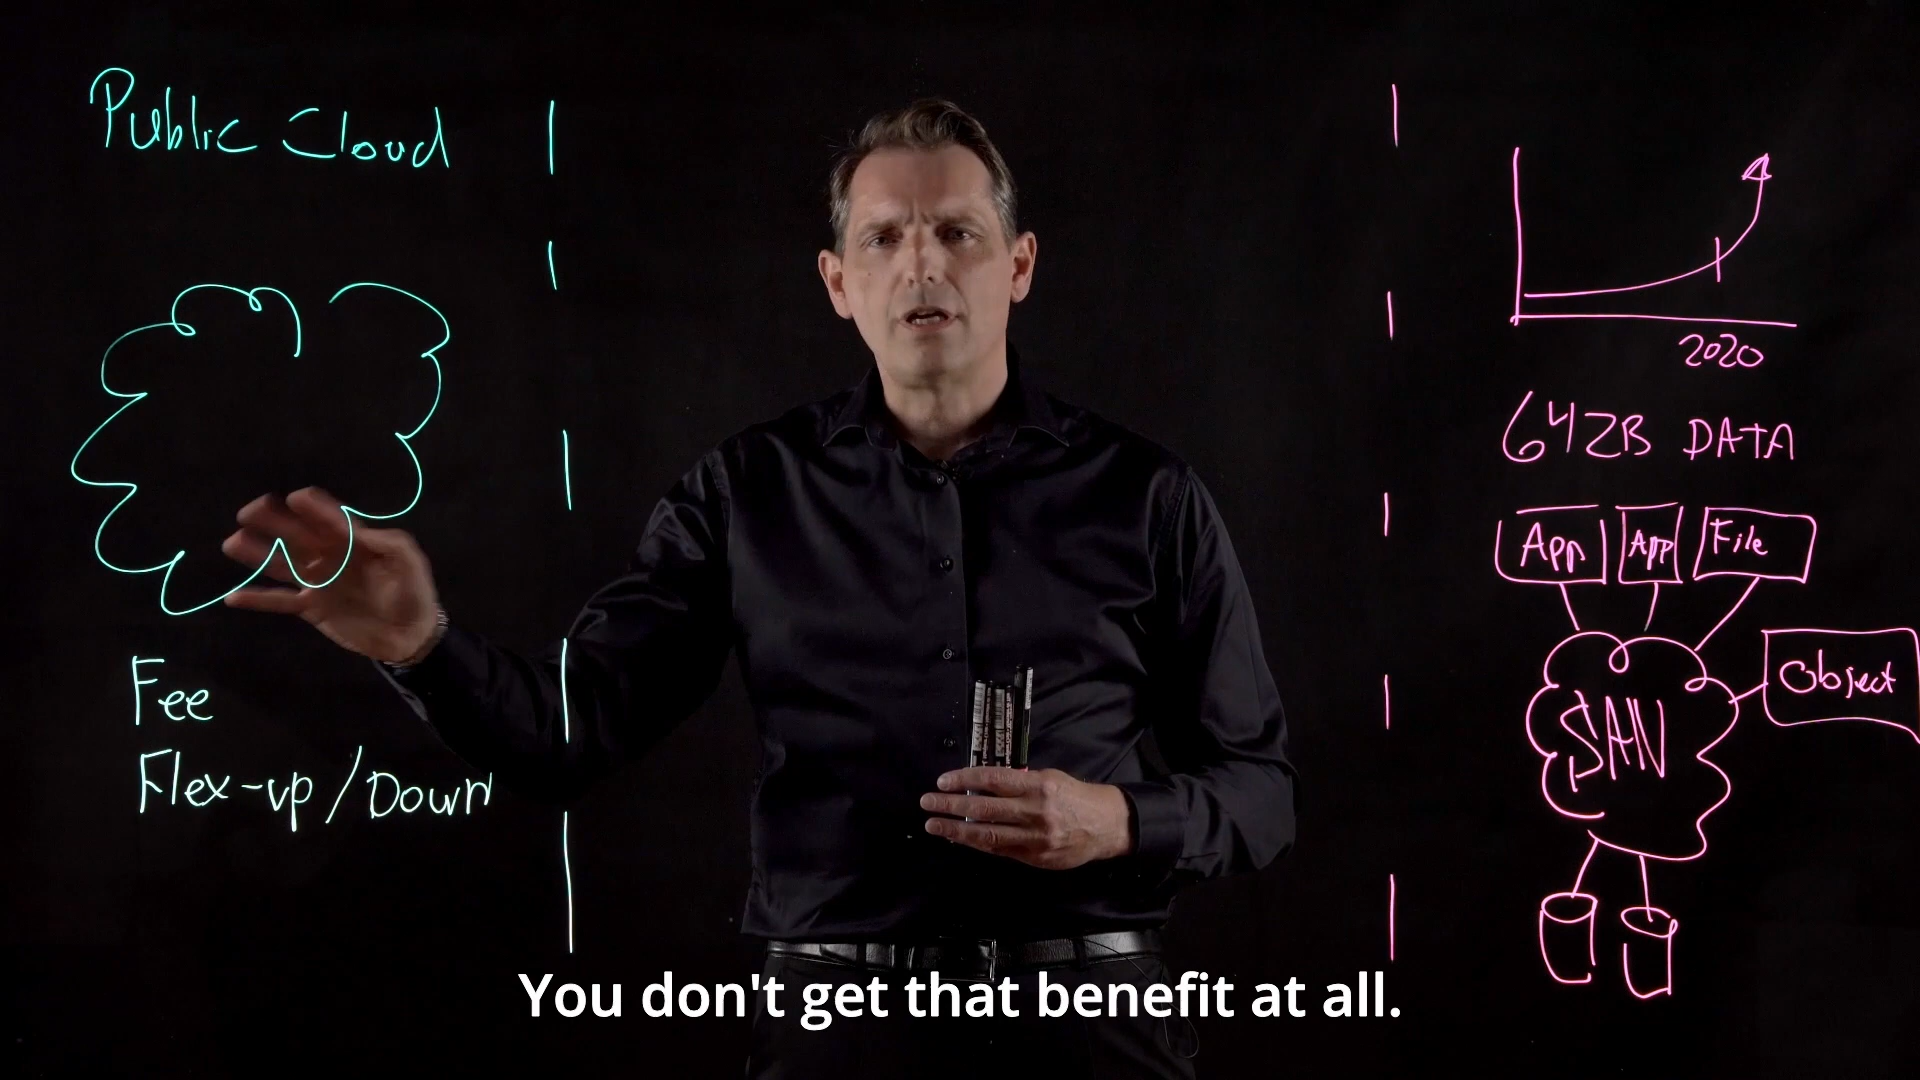 Public Cloud
Fee
Flex-up/Down
2020
64ZB DATA
App App File
Object
SAN
You don't get that benefit at all.